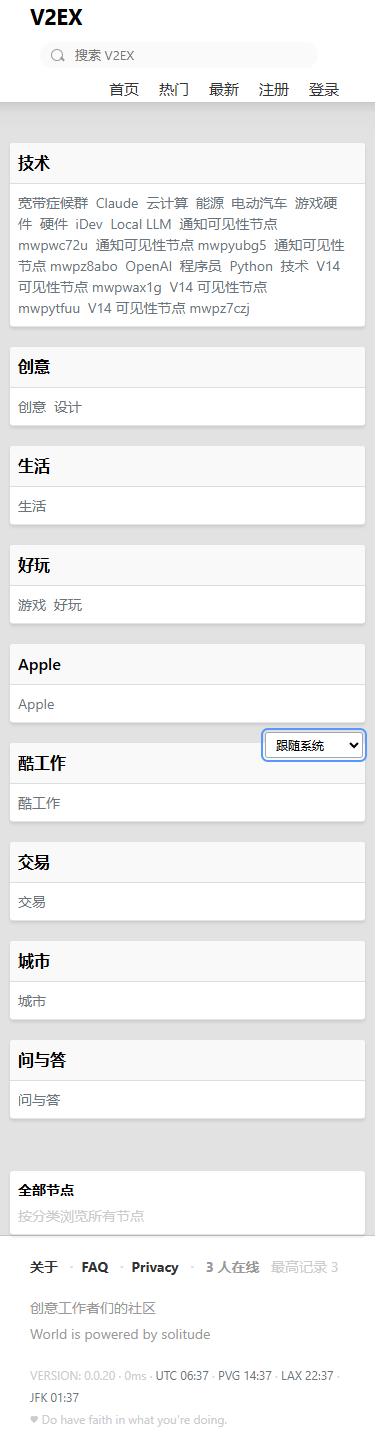 V2EX
搜索 V2EX
首页 热门 最新 注册 登录
技术
宽带症候群 Claude 云计算 能源 电动汽车 游戏硬
件 硬件 iDev Local LLM 通知可见性节点
mwpwc72u 通知可见性节点 mwpyubg5 通知可见性
节点 mwpz8abo OpenAI 程序员 Python 技术 V14
可见性节点 mwpwax1g V14 可见性节点
mwpytfuu V14 可见性节点 mwpz7czj
创意
创意 设计
生活
生活
好玩
游戏 好玩
Apple
Apple
跟随系统
酷工作
酷工作
交易
交易
城市
城市
问与答
问与答
全部节点
按分类浏览所有节点
关于 · FAQ · Privacy · 3 人在线 最高记录 3
创意工作者们的社区
World is powered by solitude
VERSION: 0.0.20 · 0ms · UTC 06:37 · PVG 14:37 · LAX 22:37 ·
JFK 01:37
♥ Do have faith in what you're doing.